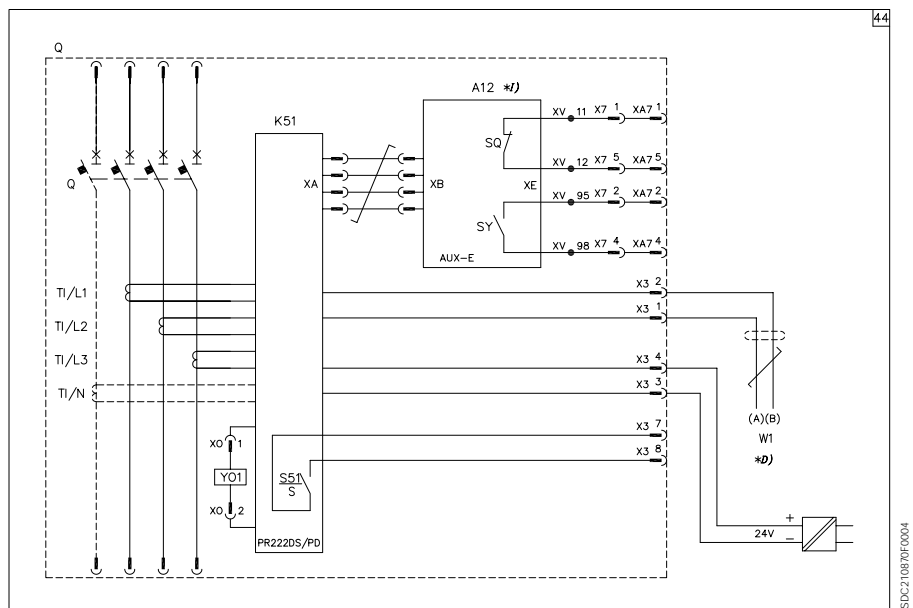 44
Q
A12 *I)
K51
XV 11 X7 1 XA7 1
SQ
XV 12 X7 5 XA7 5
XA XB XE
Q
XV 95 X7 2 XA7 2
SY
XV 98 X7 4 XA7 4
AUX-E
TI/L1
X3 2
X3 1
TI/L2
TI/L3
X3 4
X3 3
TI/N
(A)(B)
W1
*D)
X3 7
X3 8
XO 1
YO1
S51
S
XO 2
PR222DS/PD
+
24V
−
SDC210870F0004